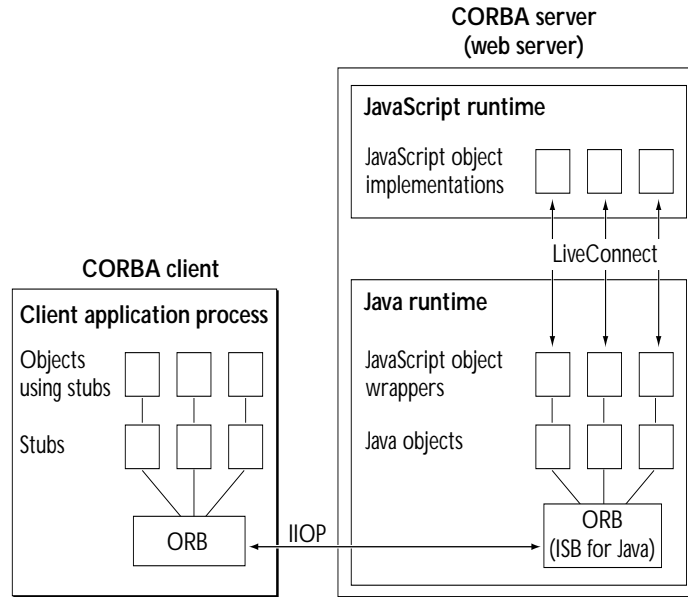 CORBA server
(web server)
JavaScript runtime
JavaScript object
implementations
LiveConnect
CORBA client
Client application process
Objects
using stubs
Stubs
ORB
IIOP
Java runtime
JavaScript object
wrappers
Java objects
ORB
(ISB for Java)